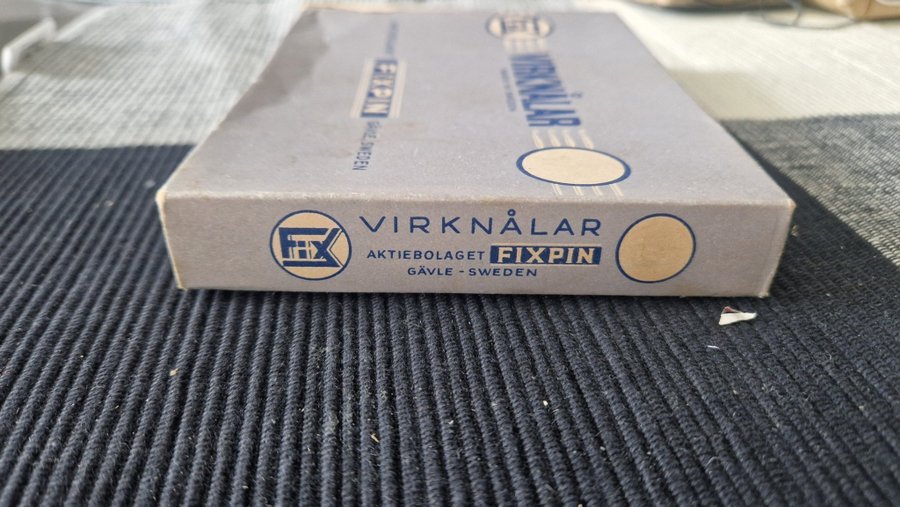 FIX
VIRKNÅLAR
AKTIEBOLAGET FIXPIN
GÄVLE - SWEDEN
VIRKNÅLAR
FIXPIN
GÄVLE, SWEDEN